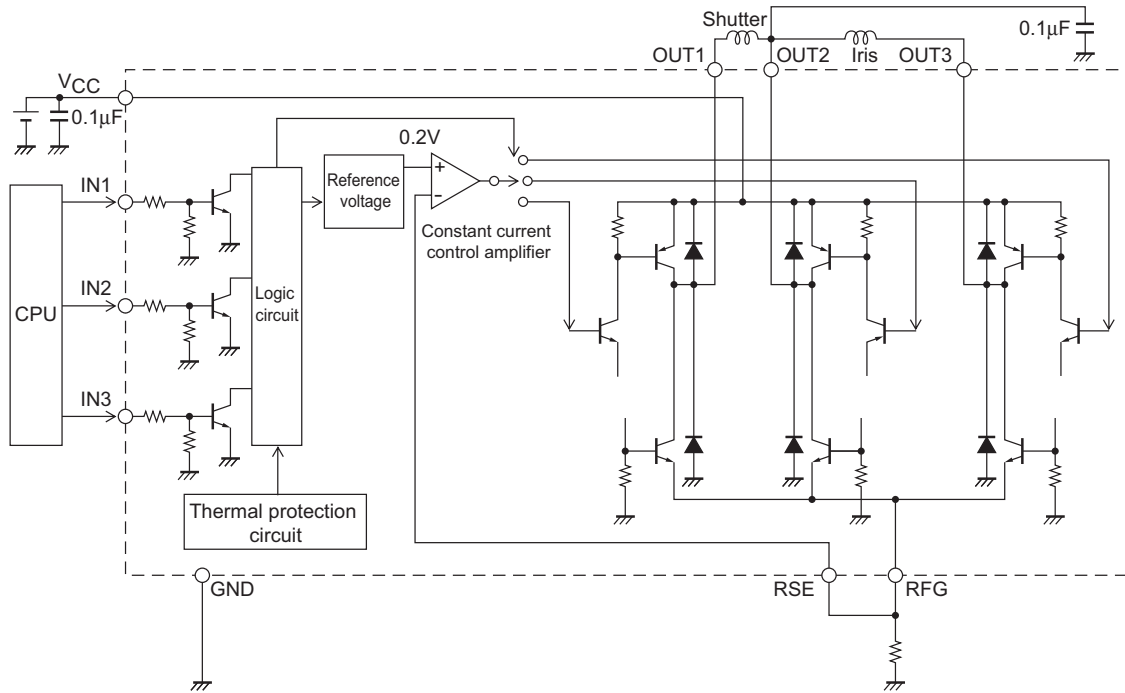 Shutter
0.1μF
OUT1
OUT2
Iris
OUT3
VCC
0.1μF
0.2V
IN1
Reference
voltage
+
-
Constant current
control amplifier
CPU
IN2
Logic
circuit
IN3
Thermal protection
circuit
GND
RSE
RFG